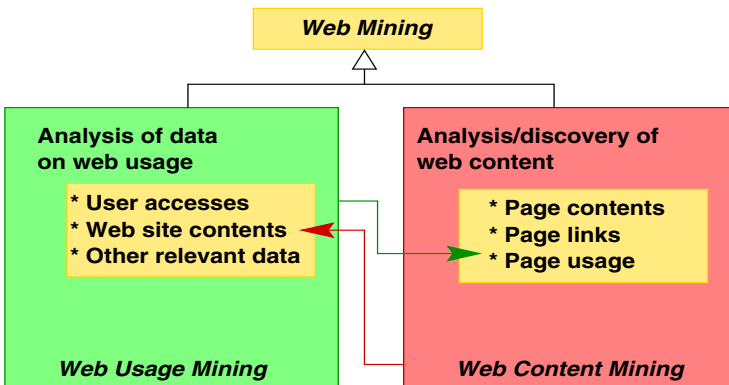 Web Mining
Analysis of data
on web usage
* User accesses
* Web site contents
* Other relevant data
Web Usage Mining
Analysis/discovery of
web content
* Page contents
* Page links
* Page usage
Web Content Mining